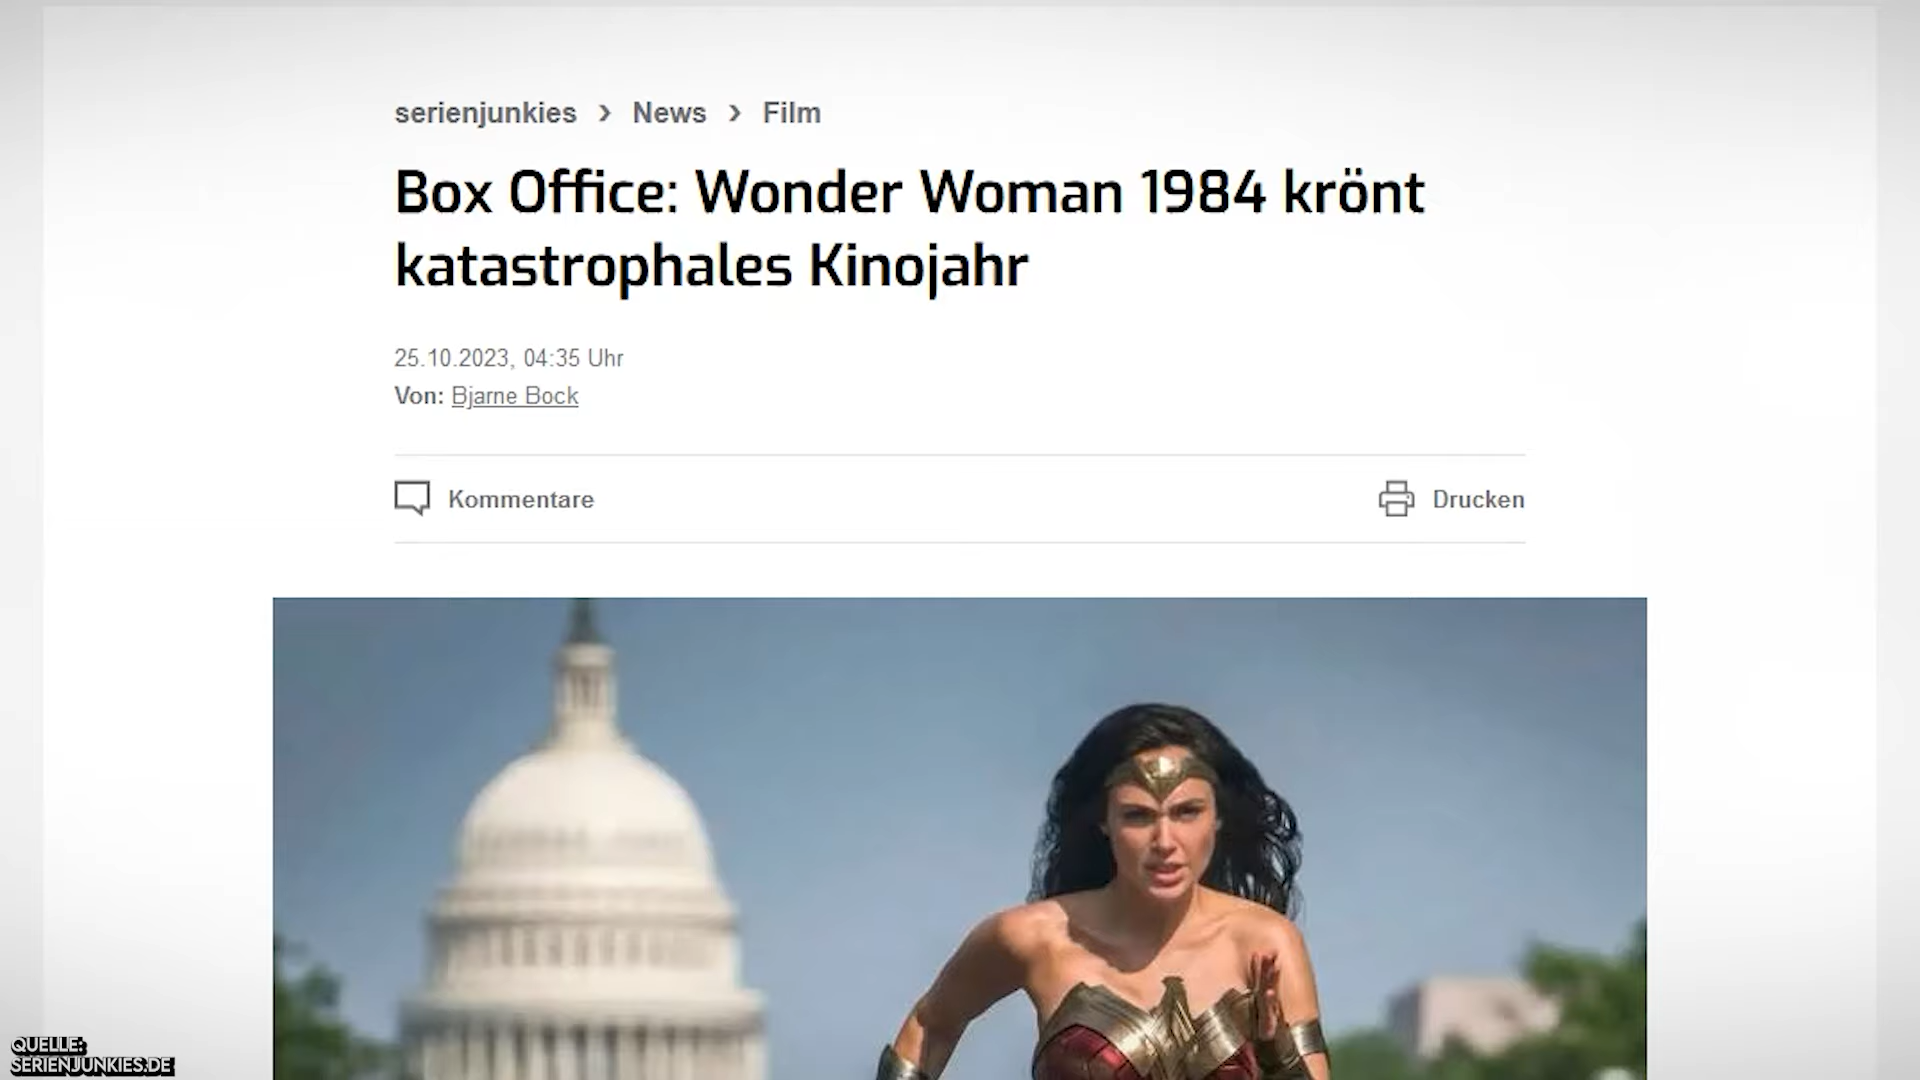 serienjunkies › News › Film
Box Office: Wonder Woman 1984 krönt
katastrophales Kinojahr
25.10.2023, 04:35 Uhr
Von: Bjarne Bock
Kommentare
Drucken
QUELLE:
SERIENJUNKIES.DE